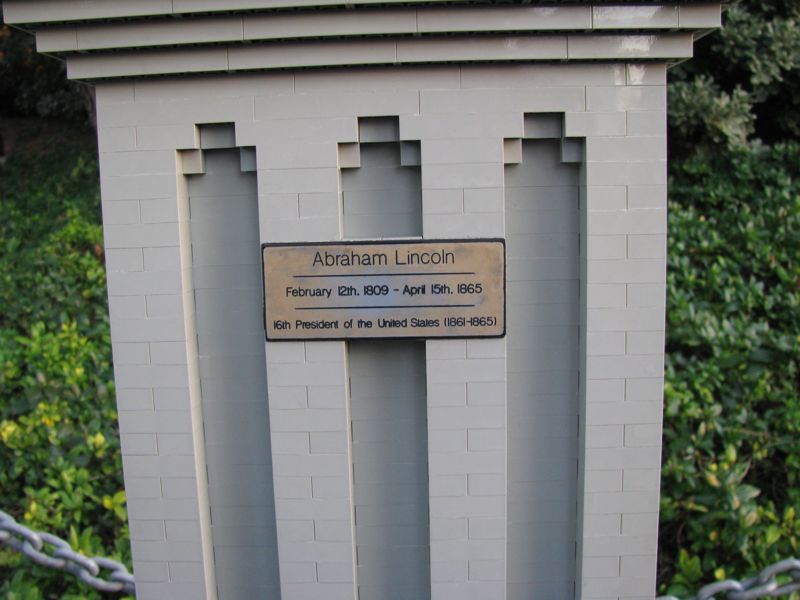 Abraham Lincoln
February 12th, 1809 - April 15th, 1865
16th President of the United States (1861-1865)